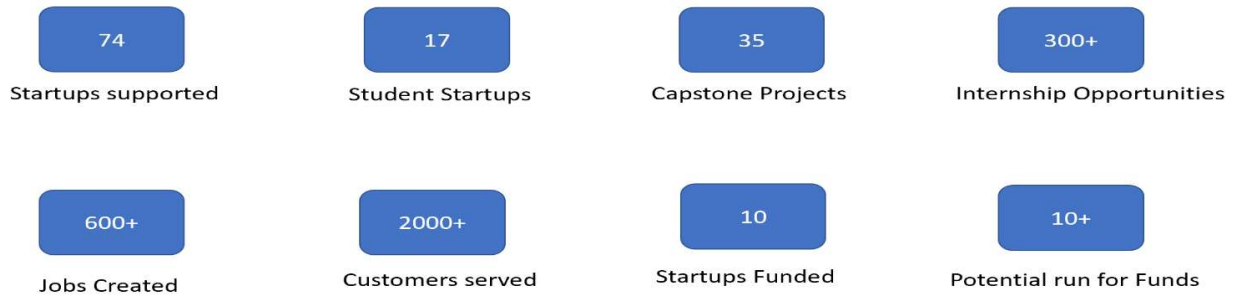 74
17
35
300+
Startups supported
Student Startups
Capstone Projects
Internship Opportunities
600+
2000+
10
10+
Jobs Created
Customers served
Startups Funded
Potential run for Funds